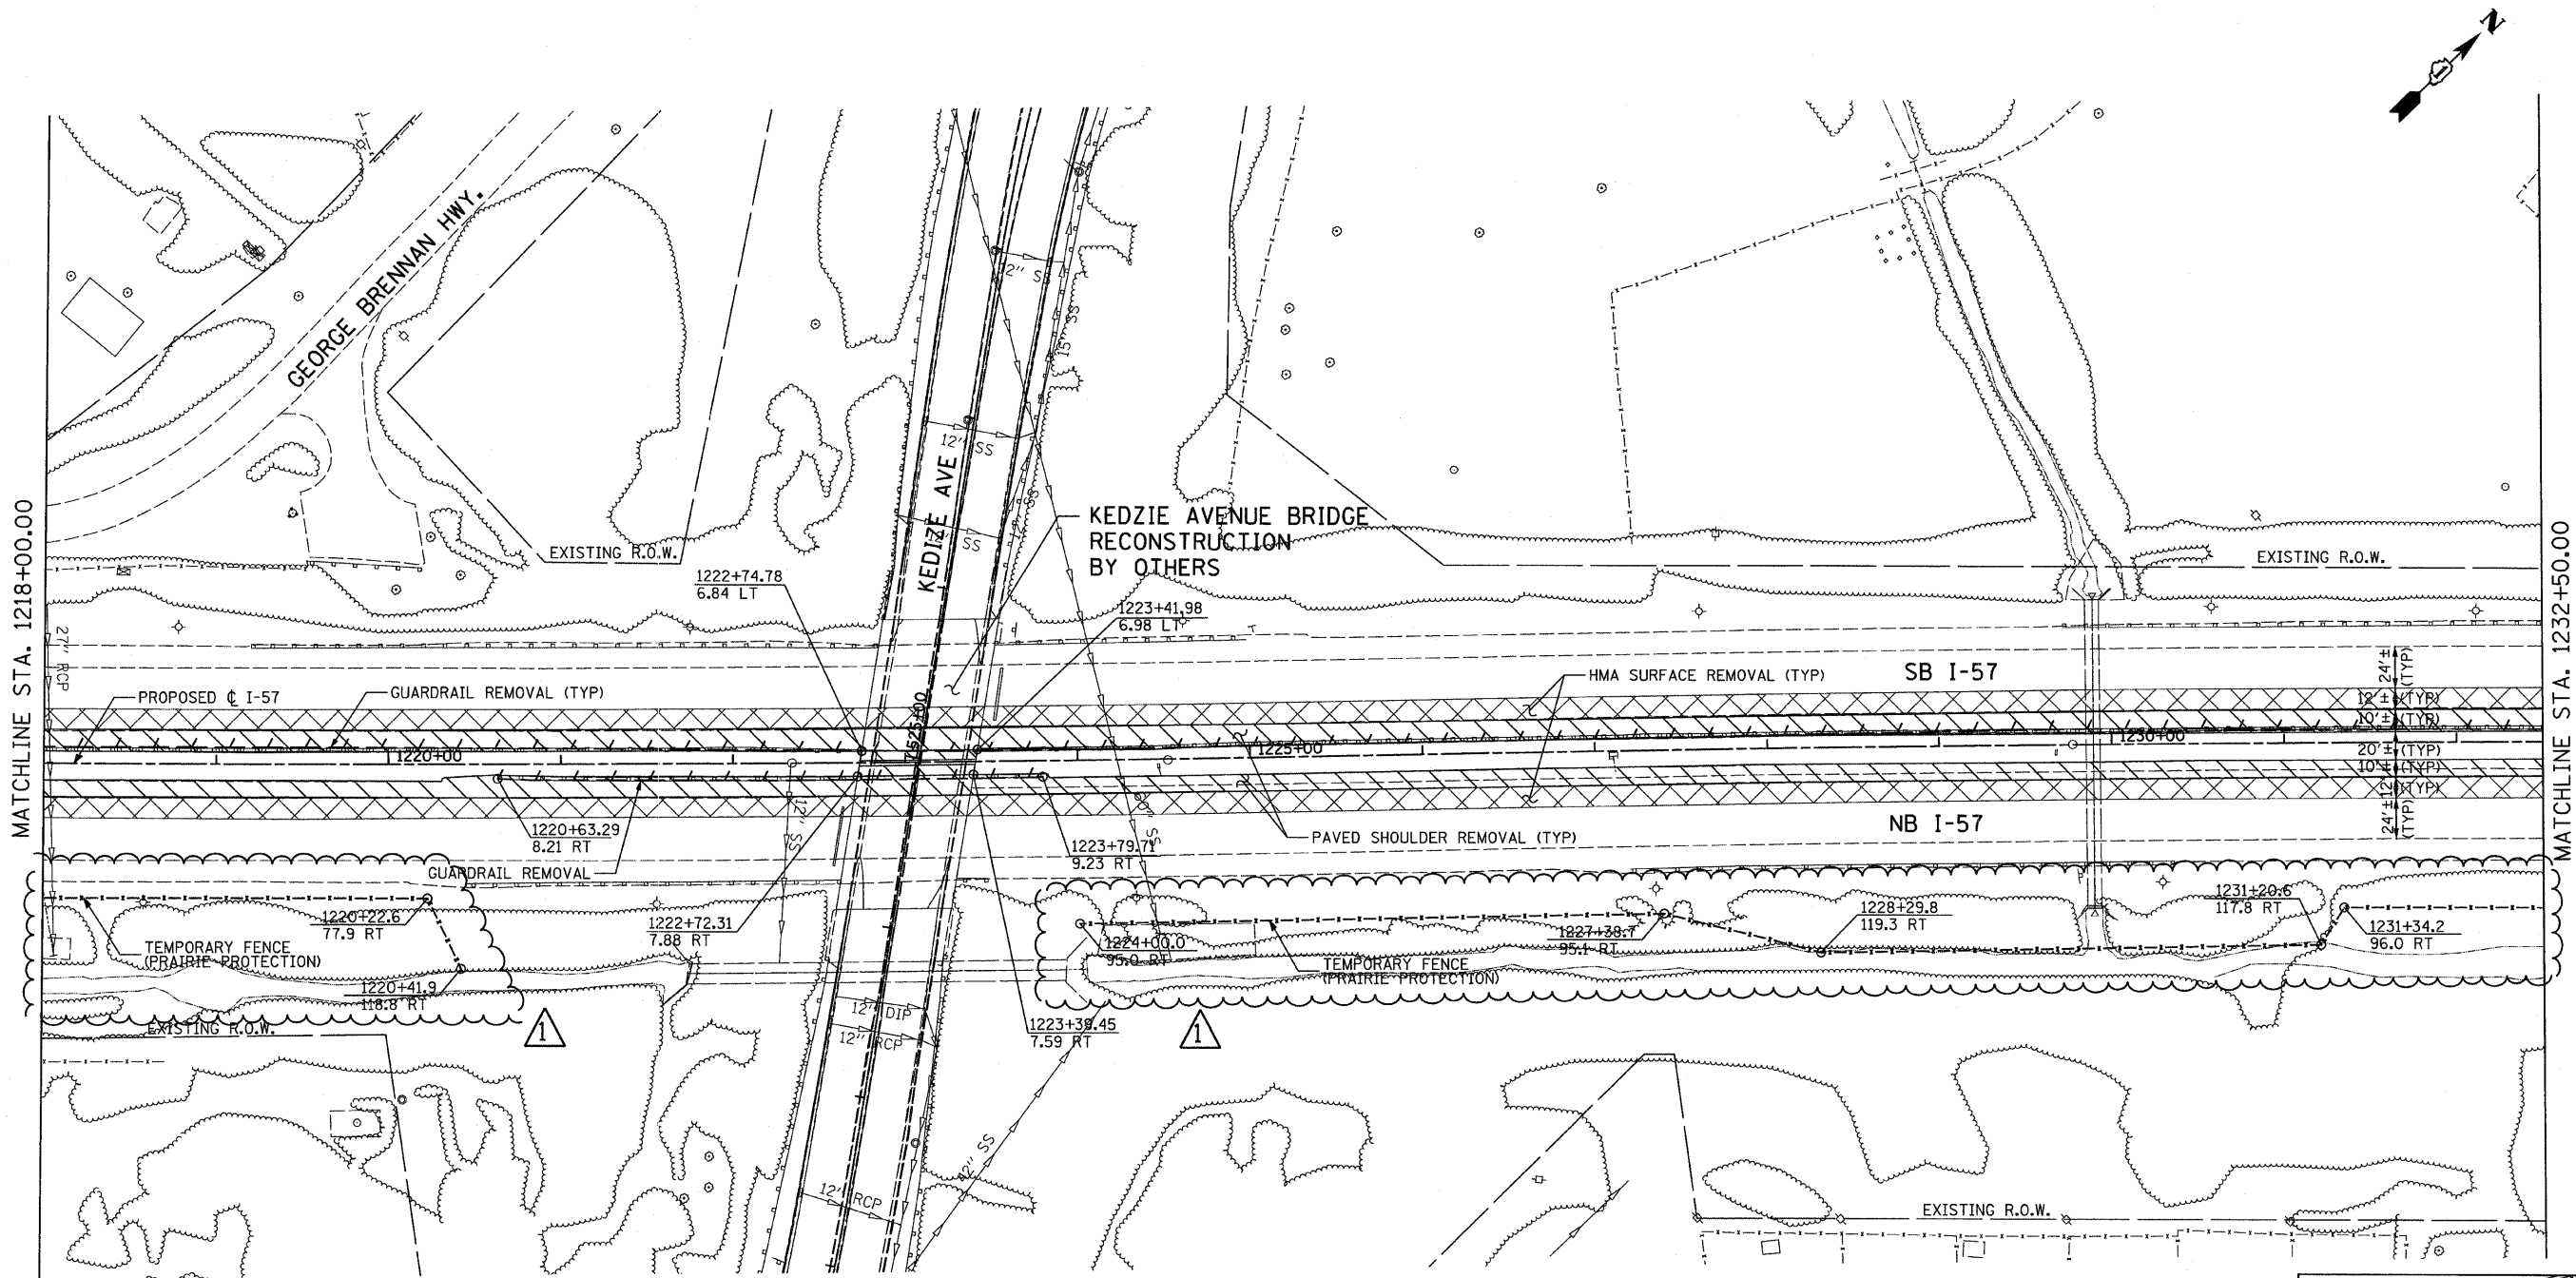 N
GEORGE BRENNAN HWY.
12" SS
15" SS
12" SS
KEDIZE AVE
SS
SS
KEDZIE AVENUE BRIDGE
RECONSTRUCTION
BY OTHERS
EXISTING R.O.W.
EXISTING R.O.W.
MATCHLINE STA. 1218+00.00
MATCHLINE STA. 1232+50.00
1222+74.78
6.84 LT
1223+41.98
6.98 LT
27" RCP
PROPOSED ℄ I-57
GUARDRAIL REMOVAL (TYP)
HMA SURFACE REMOVAL (TYP)
SB I-57
24'± (TYP)
12'±(TYP)
10'±(TYP)
20'±(TYP)
10'±(TYP)
12'±(TYP)
24'± (TYP)
1220+00
1225+00
1230+00
12" SS
SS
1220+63.29
8.21 RT
GUARDRAIL REMOVAL
1223+79.71
9.23 RT
PAVED SHOULDER REMOVAL (TYP)
NB I-57
1220+22.6
77.9 RT
TEMPORARY FENCE
(PRAIRIE PROTECTION)
1220+41.9
118.8 RT
EXISTING R.O.W.
1
1222+72.31
7.88 RT
1224+00.0
95.0 RT
TEMPORARY FENCE
(PRAIRIE PROTECTION)
1227+38.7
95.1 RT
1228+29.8
119.3 RT
1231+20.6
117.8 RT
1231+34.2
96.0 RT
12" DIP
12" RCP
1223+39.45
7.59 RT
1
12" SS
12" RCP
EXISTING R.O.W.